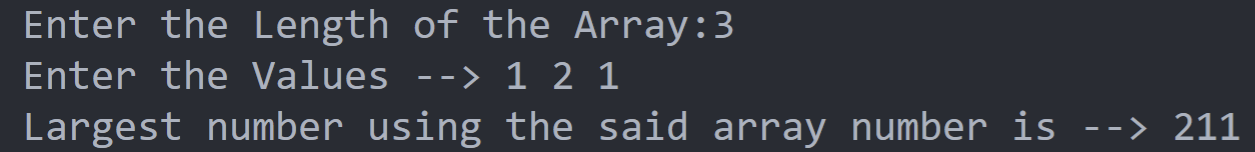 Enter the Length of the Array:3
Enter the Values --> 1 2 1
Largest number using the said array number is --> 211